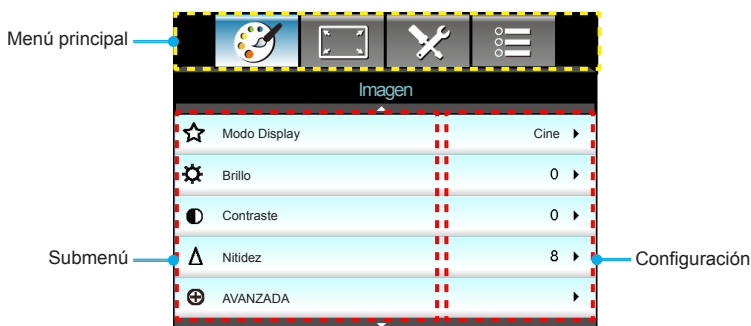 Menú principal
Imagen
Modo Display Cine
Brillo 0
Contraste 0
Submenú
Nitidez 8
Configuración
AVANZADA